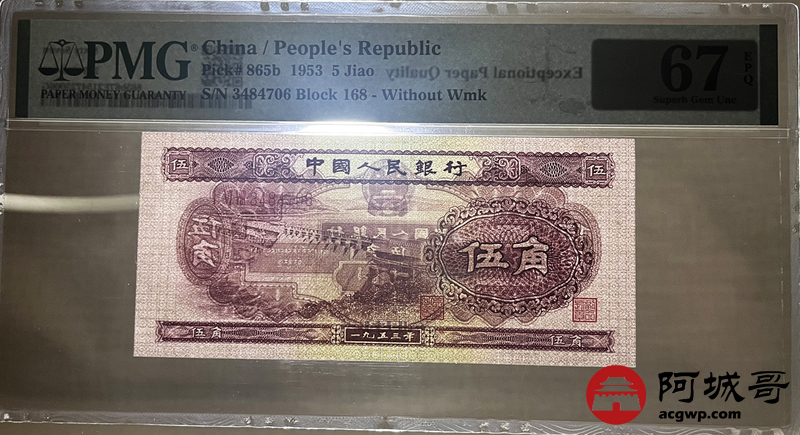 PMG
PAPER MONEY GUARANTY
China / People's Republic
Pick# 865b 1953 5 Jiao
Exceptional Paper Quality
S/N 3484706 Block 168 - Without Wmk
67
EPQ
Superb Gem Unc
伍
中國人民銀行
伍
伍角
伍角
伍角
一九五三年
伍角
阿城哥
acgwp.com